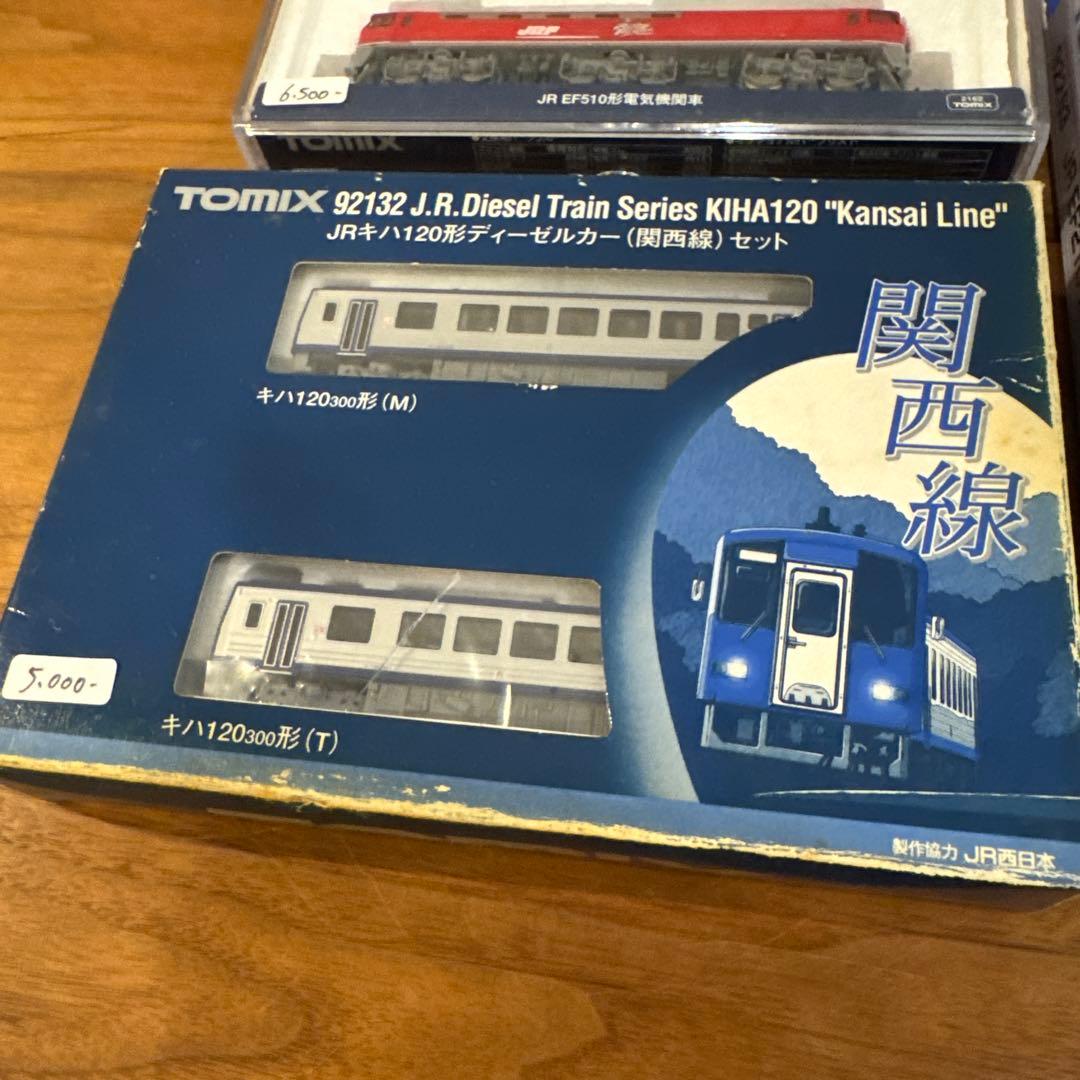 JRF
6.500-
JR EF510形電気機関車
2162
TOMIX
TOMIX
TOMIX 92132 J.R.Diesel Train Series KIHA120 "Kansai Line"
JRキハ120形ディーゼルカー(関西線)セット
関西線
キハ120300形(M)
5.000-
キハ120300形(T)
製作協力 JR西日本